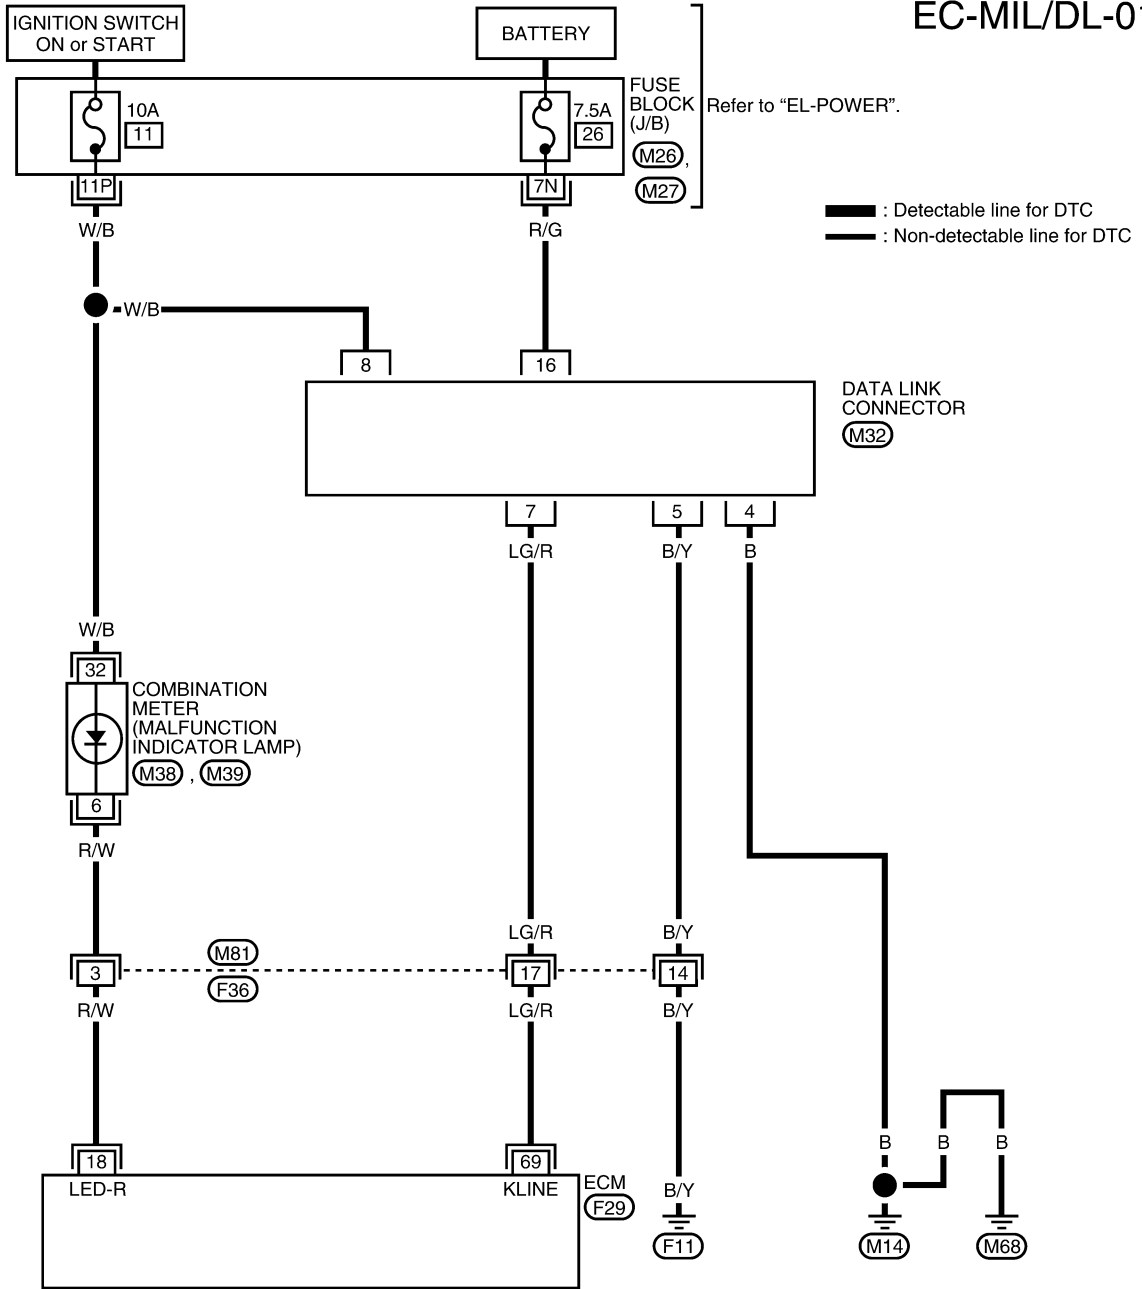 EC-MIL/DL-01
IGNITION SWITCH
ON or START
BATTERY
10A
11
7.5A
26
FUSE
BLOCK
(J/B)
M26 ,
M27
Refer to “EL-POWER”.
11P
7N
W/B
R/G
: Detectable line for DTC
: Non-detectable line for DTC
W/B
8
16
DATA LINK
CONNECTOR
M32
7
5
4
LG/R
B/Y
B
W/B
32
COMBINATION
METER
(MALFUNCTION
INDICATOR LAMP)
M38 , M39
6
R/W
LG/R
B/Y
M81
3
17
14
F36
R/W
LG/R
B/Y
B
B
B
18
69
LED-R
KLINE
ECM
F29
B/Y
F11
M14
M68